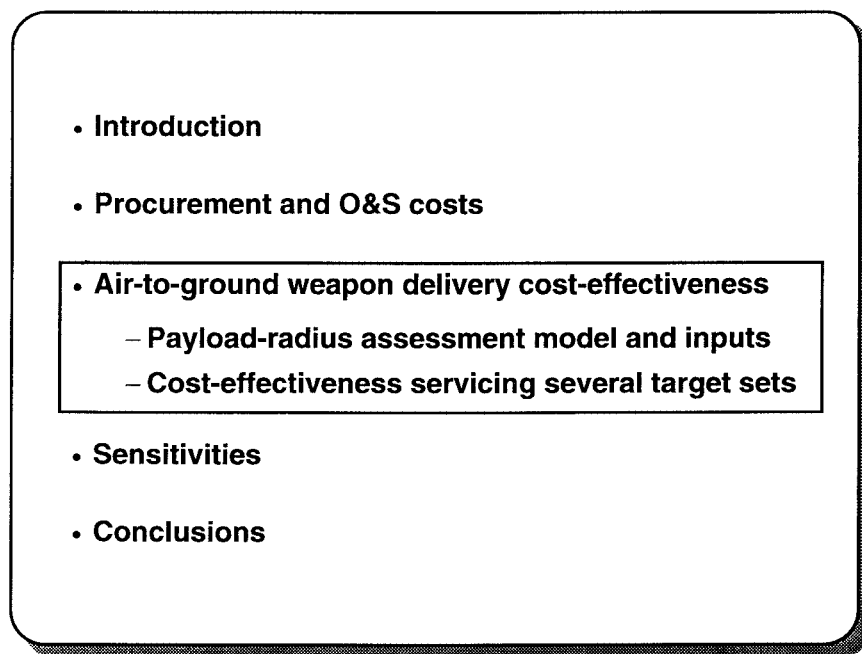 • Introduction
• Procurement and O&S costs
• Air-to-ground weapon delivery cost-effectiveness
– Payload-radius assessment model and inputs
– Cost-effectiveness servicing several target sets
• Sensitivities
• Conclusions